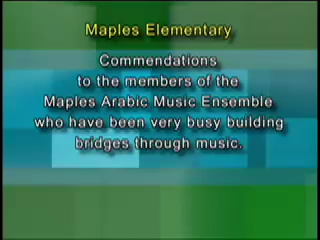 Maples Elementary
Commendations
to the members of the
Maples Arabic Music Ensemble
who have been very busy building
bridges through music.